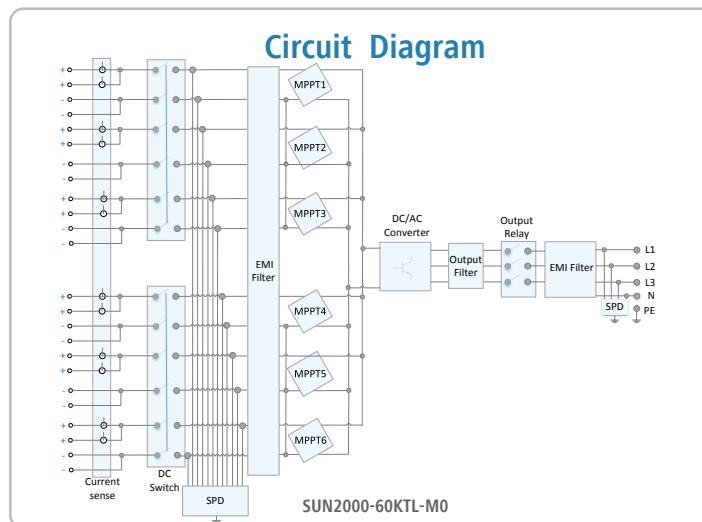 Circuit Diagram
+
+
-
-
+
+
-
-
+
+
-
-
+
+
-
-
+
+
-
-
+
+
-
-
Current
sense
DC
Switch
SPD
EMI
Filter
MPPT1
MPPT2
MPPT3
MPPT4
MPPT5
MPPT6
DC/AC
Converter
Output
Filter
Output
Relay
EMI Filter
SPD
L1
L2
L3
N
PE
SUN2000-60KTL-M0